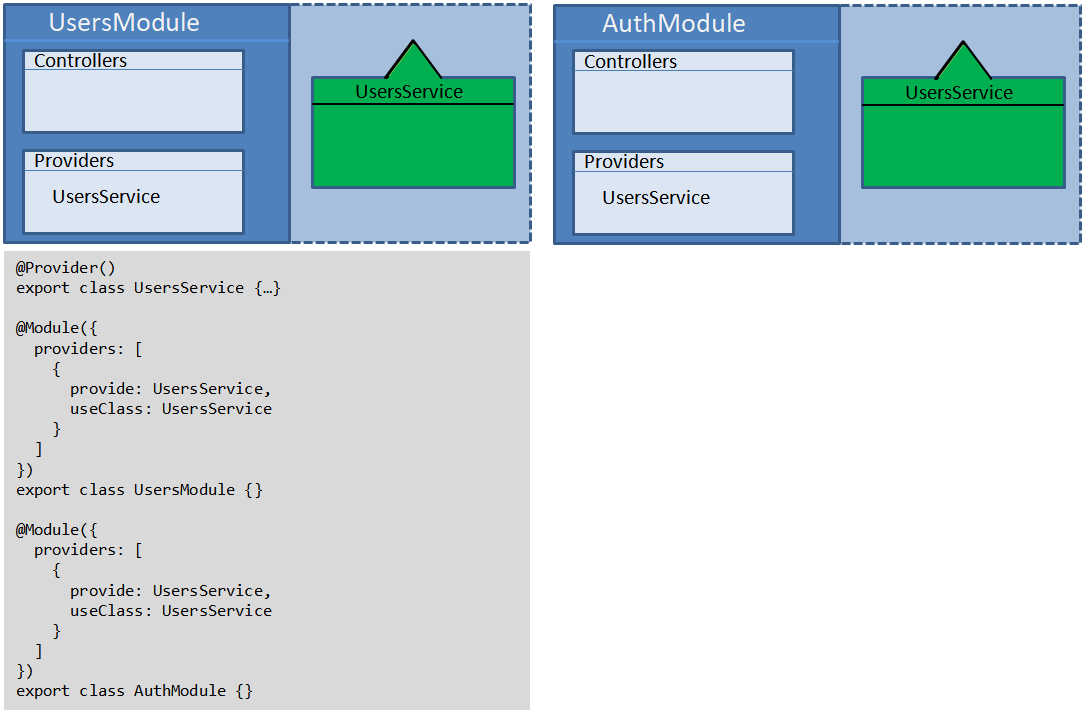 UsersModule
Controllers
Providers
UsersService
UsersService
AuthModule
Controllers
Providers
UsersService
UsersService
@Provider()
export class UsersService {…}
@Module({
  providers: [
    {
      provide: UsersService,
      useClass: UsersService
    }
  ]
})
export class UsersModule {}
@Module({
  providers: [
    {
      provide: UsersService,
      useClass: UsersService
    }
  ]
})
export class AuthModule {}